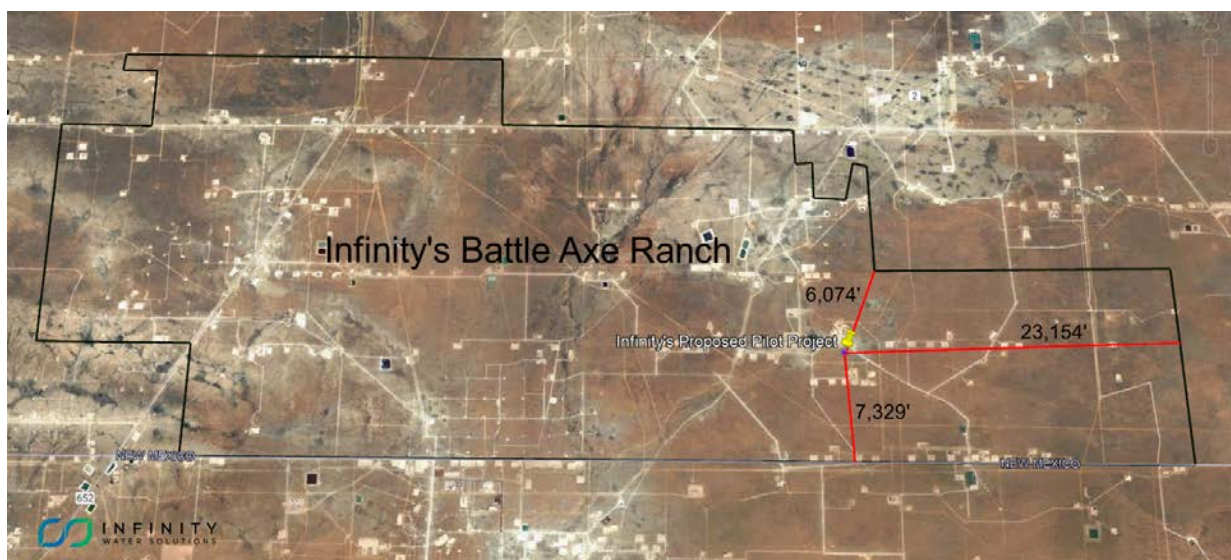 2
Infinity's Battle Axe Ranch
6,074'
23,154'
Infinity's Proposed Pilot Project
7,329'
NEW MEXICO
NEW MEXICO
652
INFINITY
WATER SOLUTIONS